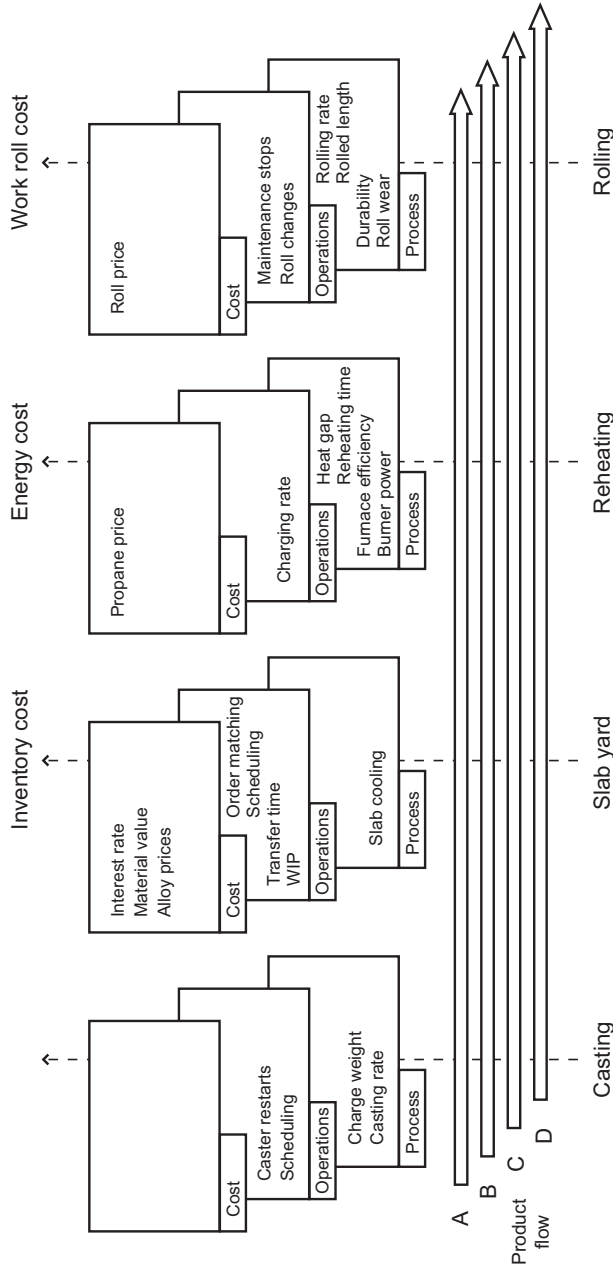 Inventory cost
Energy cost
Work roll cost
Cost
Caster restarts
Scheduling
Operations
Charge weight
Casting rate
Process
Interest rate
Material value
Alloy prices
Cost
Order matching
Scheduling
Transfer time
WIP
Operations
Slab cooling
Process
Propane price
Cost
Charging rate
Operations
Heat gap
Reheating time
Furnace efficiency
Burner power
Process
Roll price
Cost
Maintenance stops
Roll changes
Operations
Rolling rate
Rolled length
Durability
Roll wear
Process
A
B
C
D
Product
flow
Casting
Slab yard
Reheating
Rolling